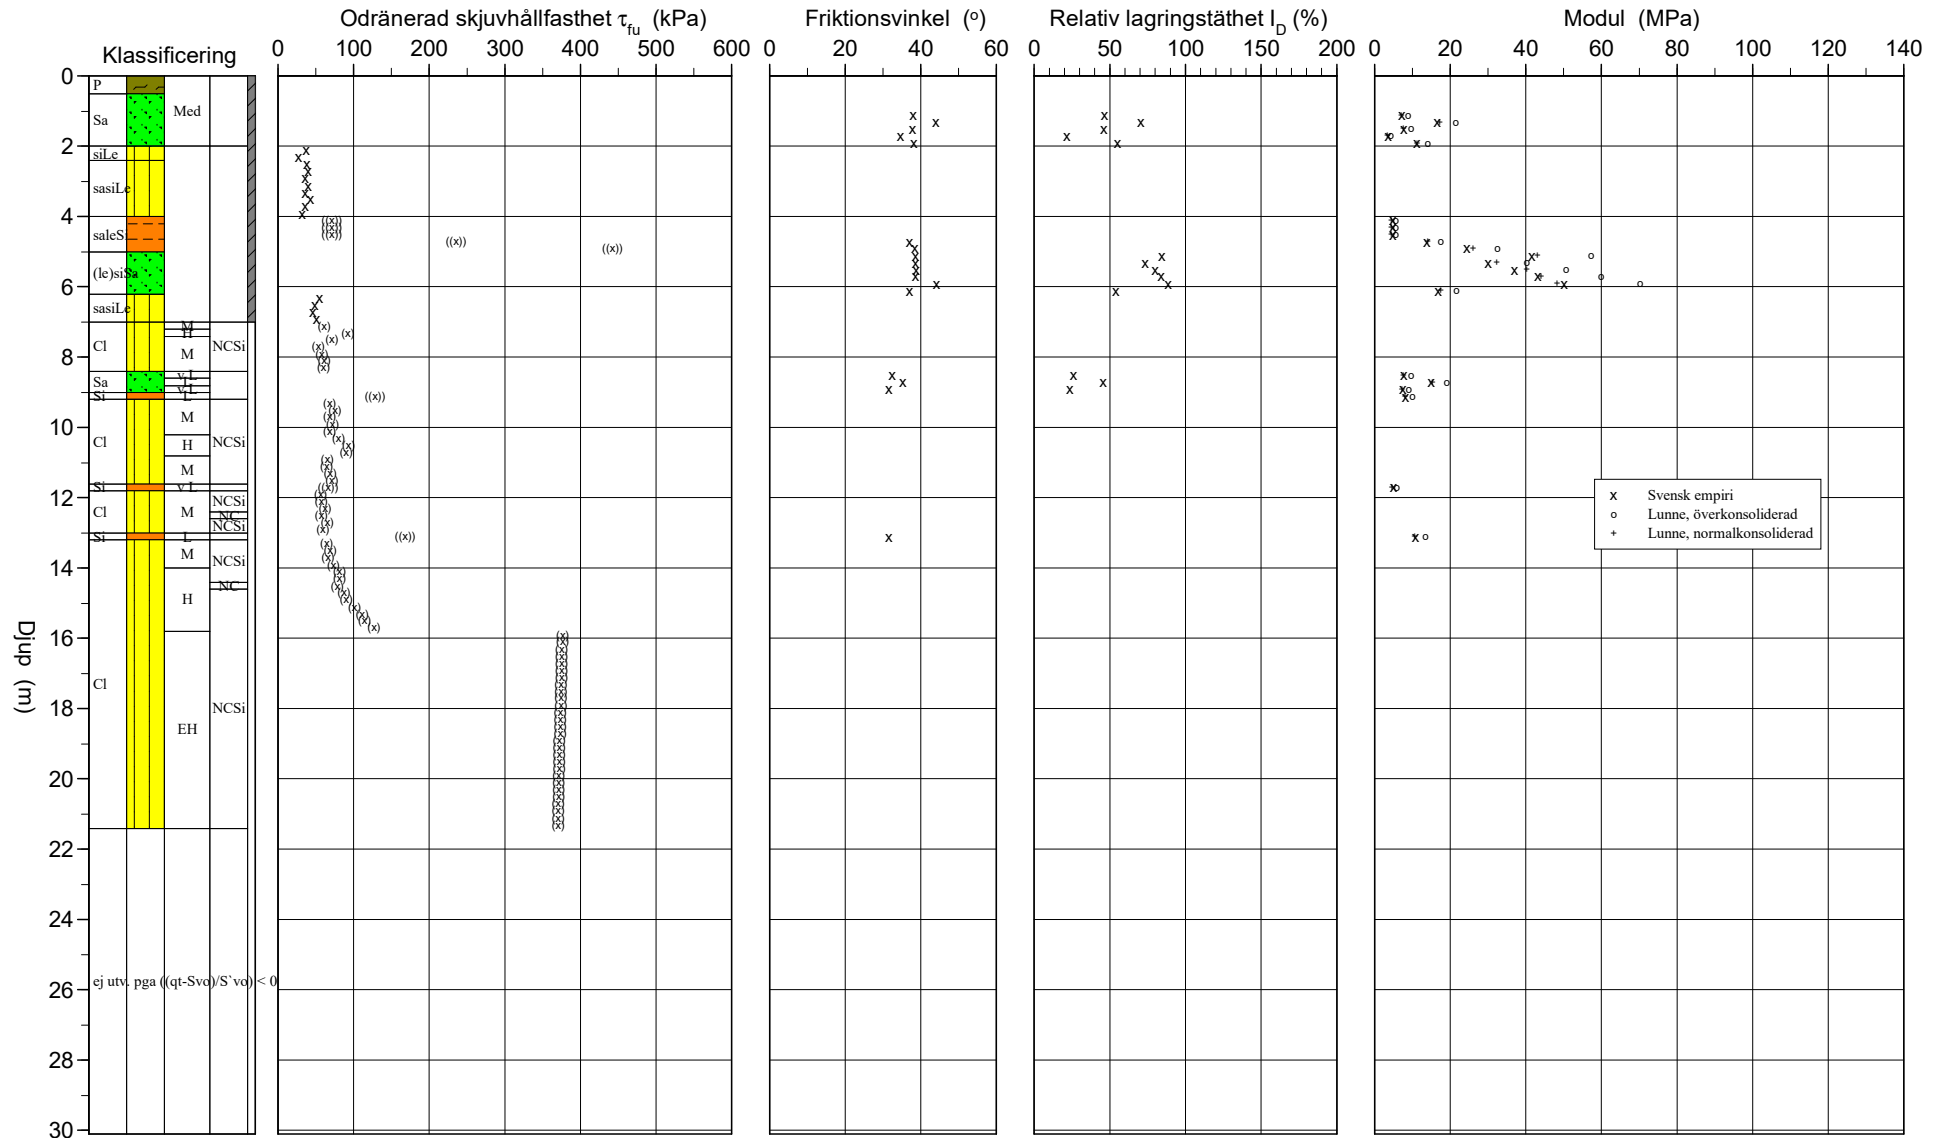 Odränerad skjuvhållfasthet τfu (kPa)
Friktionsvinkel (o)
Relativ lagringstäthet ID (%)
Modul (MPa)
Klassificering
0 100 200 300 400 500 600
0 20 40 60
0 50 100 150 200
0 20 40 60 80 100 120 140
Djup (m)
0
2
4
6
8
10
12
14
16
18
20
22
24
26
28
30
P
Sa
siLe
sasiLe
saleSi
(le)siSa
sasiLe
Cl
Sa
Si
Cl
Si
Cl
Si
Cl
ej utv. pga ((qt-Svo)/S`vo) < 0
Med
M
H
M
v L
L
v L
L
M
H
M
v L
M
L
M
H
EH
NCSi
NCSi
NCSi
NC
NCSi
NCSi
NC
NCSi
x Svensk empiri
o Lunne, överkonsoliderad
+ Lunne, normalkonsoliderad